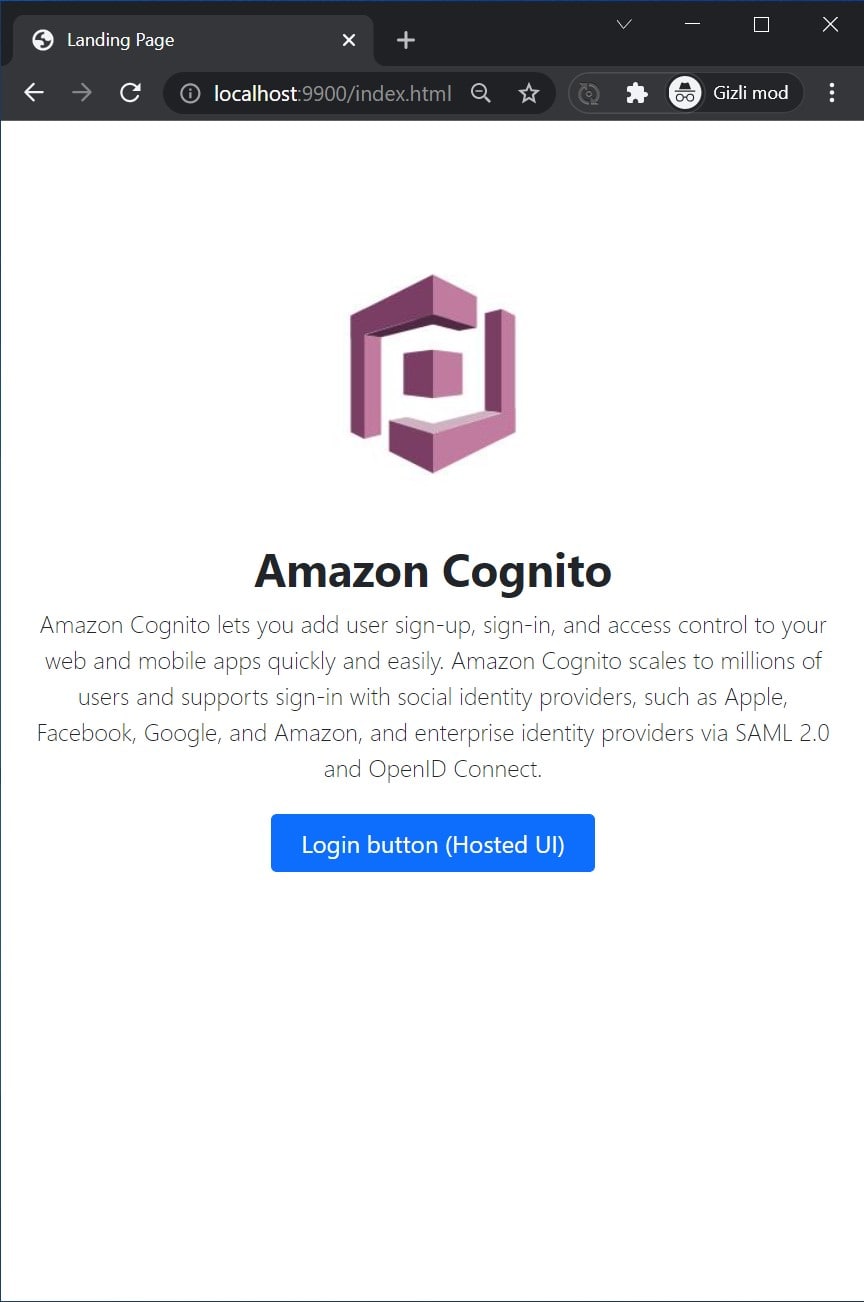 Landing Page
localhost:9900/index.html
Gizli mod
Amazon Cognito
Amazon Cognito lets you add user sign-up, sign-in, and access control to your
web and mobile apps quickly and easily. Amazon Cognito scales to millions of
users and supports sign-in with social identity providers, such as Apple,
Facebook, Google, and Amazon, and enterprise identity providers via SAML 2.0
and OpenID Connect.
Login button (Hosted UI)